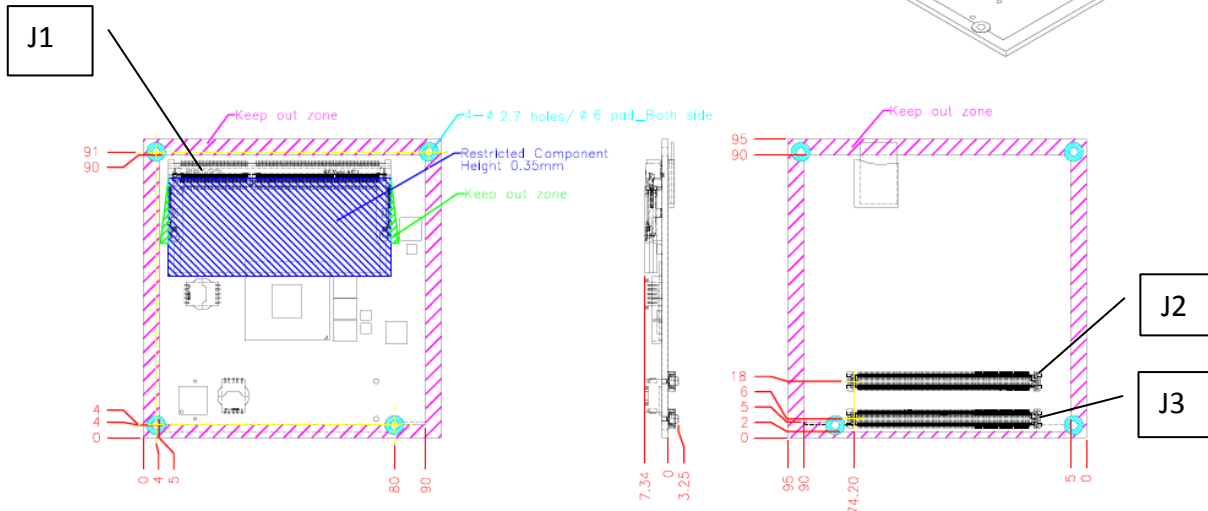 J1
Keep out zone
4-Φ 2.7 holes/ Φ 6 pad_Both side
Restricted Component
Height 0.35mm
Keep out zone
91
90
4
4
0
0
4
5
80
90
7.34
0
3.25
Keep out zone
95
90
18
6
5
2
0
95
90
74.20
5
0
J2
J3